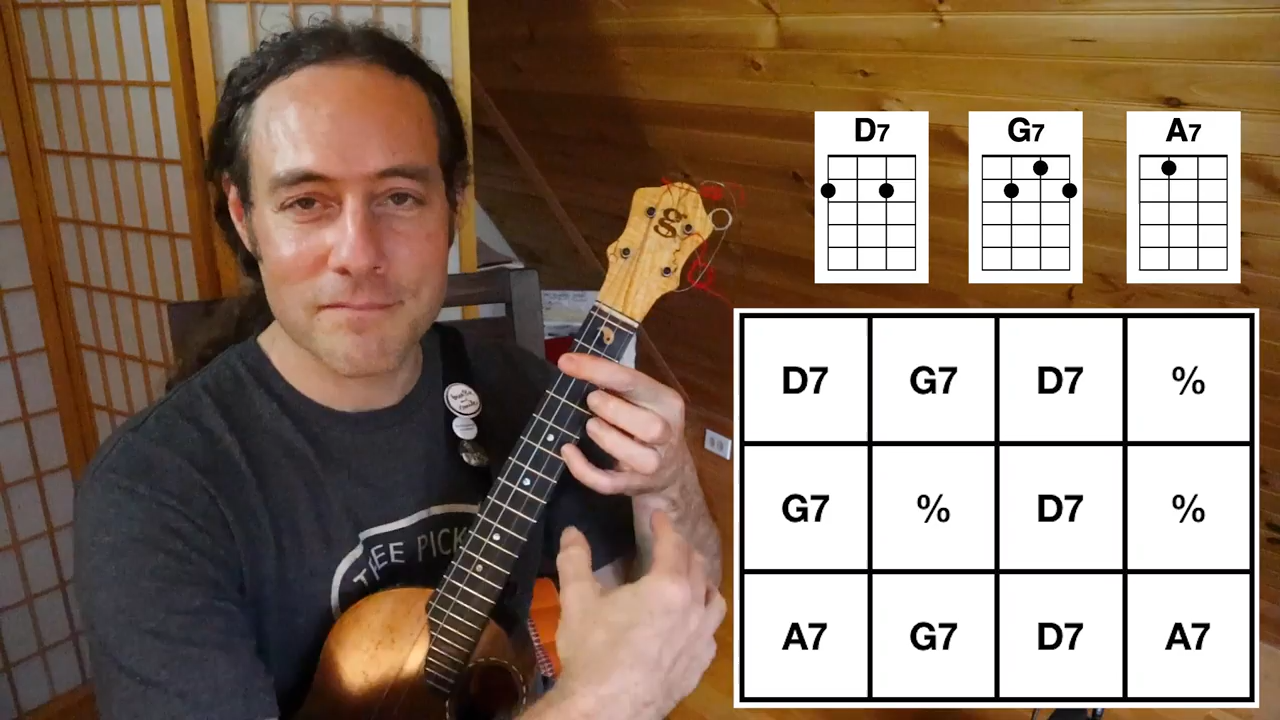 D7 G7 A7
g
D7 G7 D7 %
G7 % D7 %
A7 G7 D7 A7
TREE PICK